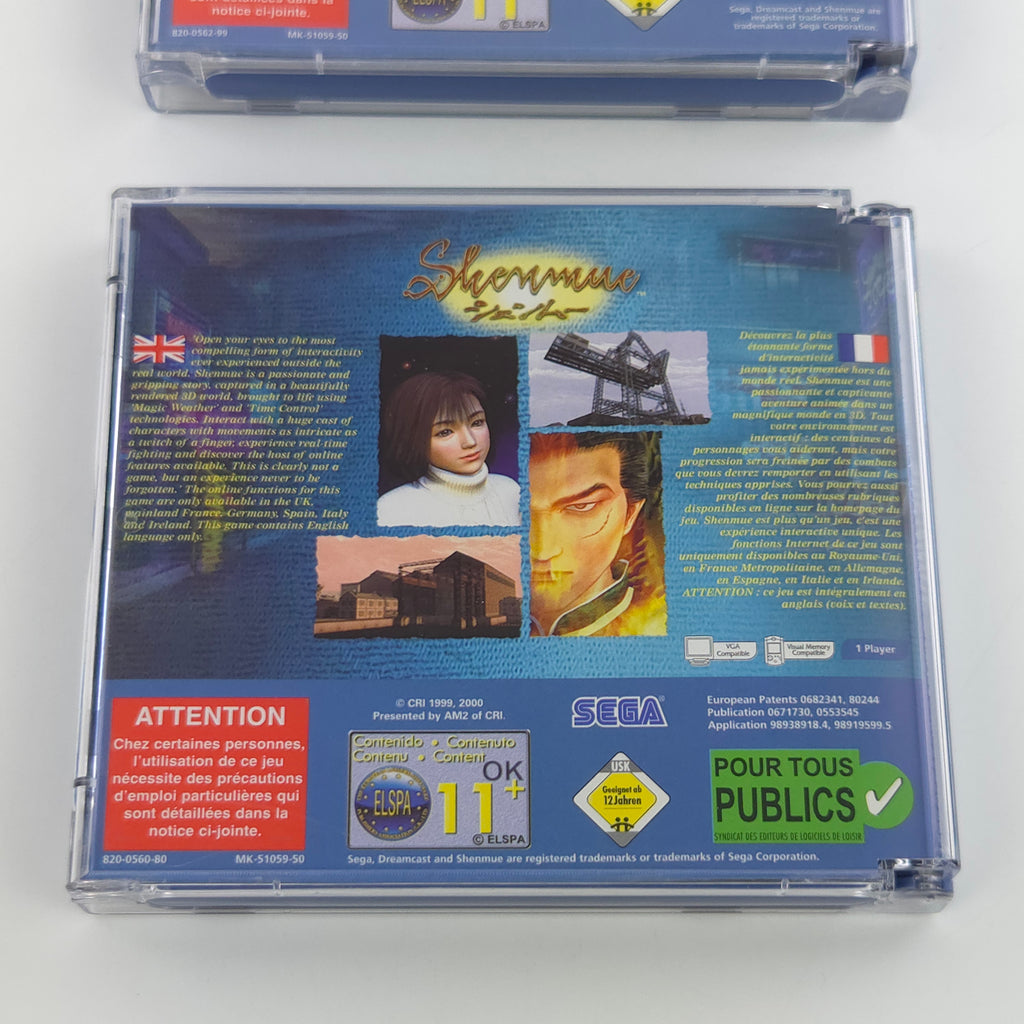 sont détaillées dans la
notice ci-jointe.
820-0562-99
MK-51059-50
ELSPA
11
© ELSPA
Sega, Dreamcast and Shenmue are
registered trademarks or
trademarks of Sega Corporation.
Shenmue™
シェンムー
'Open your eyes to the most
compelling form of interactivity
ever experienced outside the
real world. Shenmue is a passionate and
gripping story, captured in a beautifully
rendered 3D world, brought to life using
'Magic Weather' and 'Time Control'
technologies. Interact with a huge cast of
characters with movements as intricate as
a twitch of a finger, experience real-time
fighting and discover the host of online
features available. This is clearly not a
game, but an experience never to be
forgotten.' The online functions for this
game are only available in the UK,
mainland France, Germany, Spain, Italy
and Ireland. This game contains English
language only.
Découvrez la plus
étonnante forme
d'interactivité
jamais expérimentée hors du
monde réel. Shenmue est une
passionnante et captivante
aventure animée dans un
magnifique monde en 3D. Tout
votre environnement est
interactif : des centaines de
personnages vous aideront, mais votre
progression sera freinée par des combats
que vous devrez remporter en utilisant les
techniques apprises. Vous pourrez aussi
profiter des nombreuses rubriques
disponibles en ligne sur la homepage du
jeu. Shenmue est plus qu'un jeu, c'est une
expérience interactive unique. Les
fonctions Internet de ce jeu sont
uniquement disponibles au Royaume-Uni,
en France Metropolitaine, en Allemagne,
en Espagne, en Italie et en Irlande.
ATTENTION : ce jeu est intégralement en
anglais (voix et textes).
VGA
Compatible
Visual Memory
Compatible
1 Player
ATTENTION
Chez certaines personnes,
l'utilisation de ce jeu
nécessite des précautions
d'emploi particulières qui
sont détaillées dans la
notice ci-jointe.
820-0560-80
MK-51059-50
© CRI 1999, 2000
Presented by AM2 of CRI.
SEGA®
European Patents 0682341, 80244
Publication 0671730, 0553545
Application 98938918.4, 98919599.5
Contenido • Contenuto
Contenu • Content
OK
ELSPA
11+
© ELSPA
USK
Geeignet ab
12 Jahren
POUR TOUS
PUBLICS
SYNDICAT DES EDITEURS DE LOGICIELS DE LOISIR
Sega, Dreamcast and Shenmue are registered trademarks or trademarks of Sega Corporation.